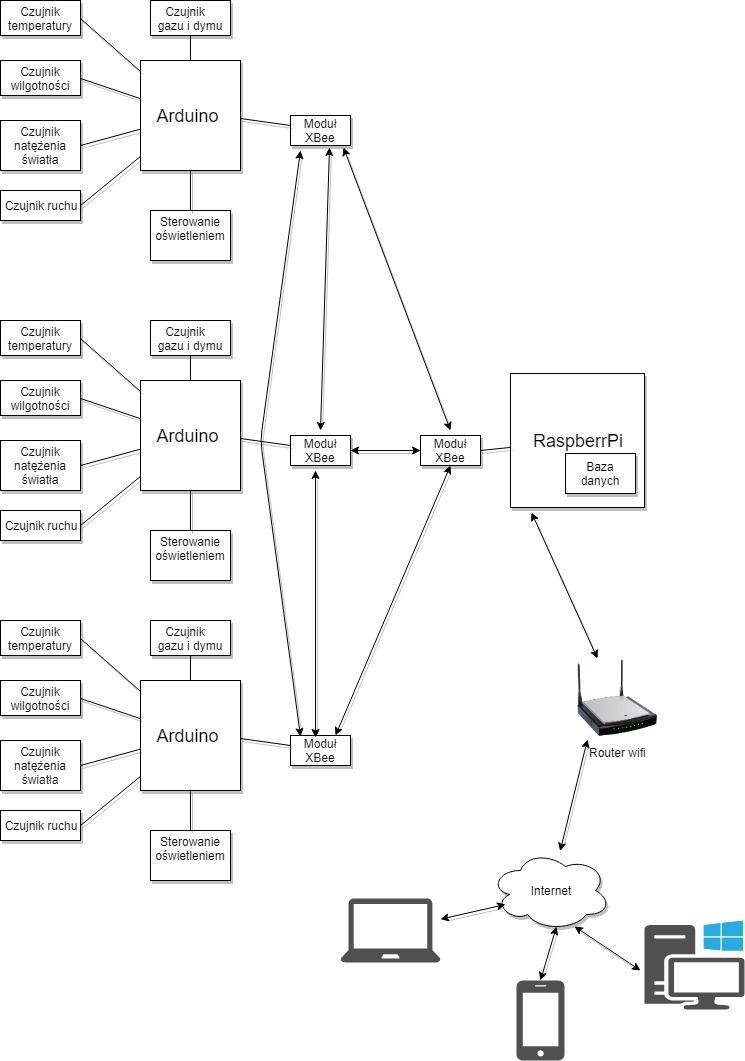 Czujnik
temperatury
Czujnik
gazu i dymu
Czujnik
wilgotności
Arduino
Moduł
XBee
Czujnik
natężenia
światła
Czujnik ruchu
Sterowanie
oświetleniem
Czujnik
temperatury
Czujnik
gazu i dymu
Czujnik
wilgotności
Arduino
Moduł
XBee
Moduł
XBee
RaspberrPi
Baza
danych
Czujnik
natężenia
światła
Czujnik ruchu
Sterowanie
oświetleniem
Czujnik
temperatury
Czujnik
gazu i dymu
Czujnik
wilgotności
Arduino
Moduł
XBee
Czujnik
natężenia
światła
Czujnik ruchu
Sterowanie
oświetleniem
Router wifi
Internet